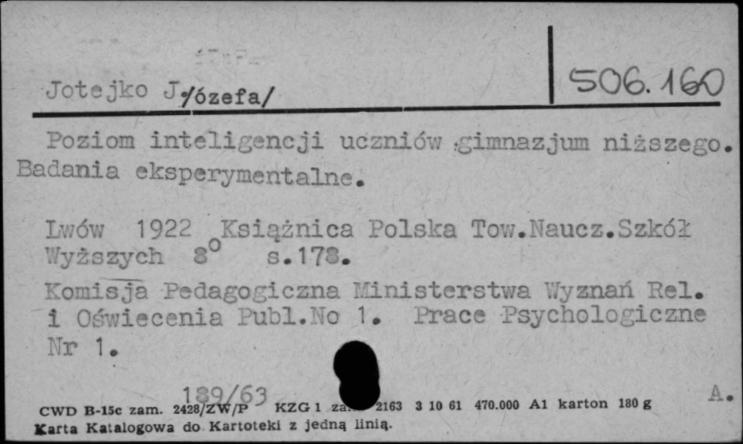 506.160
Jotejko J./ózefa/
Poziom inteligencji uczniów gimnazjum niższego.
Badania eksperymentalne.
Lwów 1922 Książnica Polska Tow.Naucz.Szkół
Wyższych 8° s.178.
Komisja Pedagogiczna Ministerstwa Wyznań Rel.
i Oświecenia Publ.No 1. Prace Psychologiczne
Nr 1.
189/63
A.
CWD B-15c zam. 2428/ZW/P KZG 1 2163 3 10 61 470.000 A1 karton 180 g
Karta Katalogowa do Kartoteki z jedną linią.